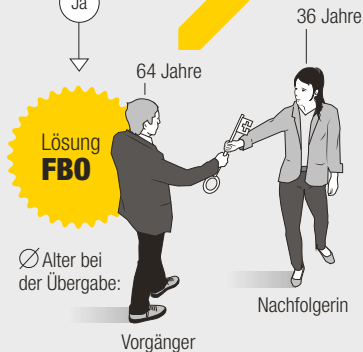 Ja
36 Jahre
64 Jahre
Lösung
FBO
∅ Alter bei
der Übergabe:
Nachfolgerin
Vorgänger